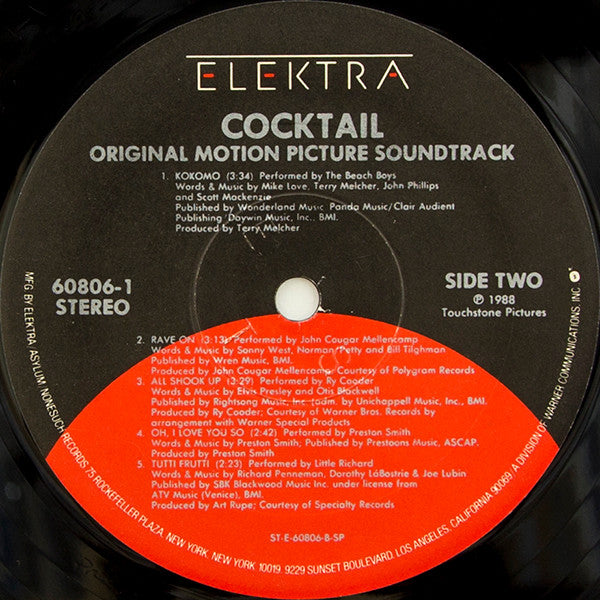 ELEKTRA
COCKTAIL
ORIGINAL MOTION PICTURE SOUNDTRACK
1. KOKOMO (3:34) Performed by The Beach Boys
Words & Music by Mike Love, Terry Melcher, John Phillips
and Scott Mackenzie
Published by Wonderland Music, Panda Music/Clair Audient
Publishing, Daywin Music, Inc., BMI.
Produced by Terry Melcher
60806-1
STEREO
SIDE TWO
℗ 1988
Touchstone Pictures
2. RAVE ON (3:13) Performed by John Cougar Mellencamp
Words & Music by Sonny West, Norman Petty and Bill Tilghman
Published by Wren Music, BMI.
Produced by John Cougar Mellencamp; Courtesy of Polygram Records
3. ALL SHOOK UP (3:29) Performed by Ry Cooder
Words & Music by Elvis Presley and Otis Blackwell
Published by Rightsong Music, Inc. (adm. by Unichappell Music, Inc., BMI.
Produced by Ry Cooder; Courtesy of Warner Bros. Records by
arrangement with Warner Special Products
4. OH, I LOVE YOU SO (2:42) Performed by Preston Smith
Words & Music by Preston Smith; Published by Prestoons Music, ASCAP.
Produced by Preston Smith
5. TUTTI FRUTTI (2:23) Performed by Little Richard
Words & Music by Richard Penneman, Dorothy LaBostrie & Joe Lubin
Published by SBK Blackwood Music Inc. under license from
ATV Music (Venice), BMI.
Produced by Art Rupe; Courtesy of Specialty Records
ST-E-60806-B-SP
MFG BY ELEKTRA/ASYLUM/NONESUCH RECORDS, 75 ROCKEFELLER PLAZA, NEW YORK, NEW YORK 10019. 9229 SUNSET BOULEVARD, LOS ANGELES, CALIFORNIA 90069. A DIVISION OF WARNER COMMUNICATIONS, INC.